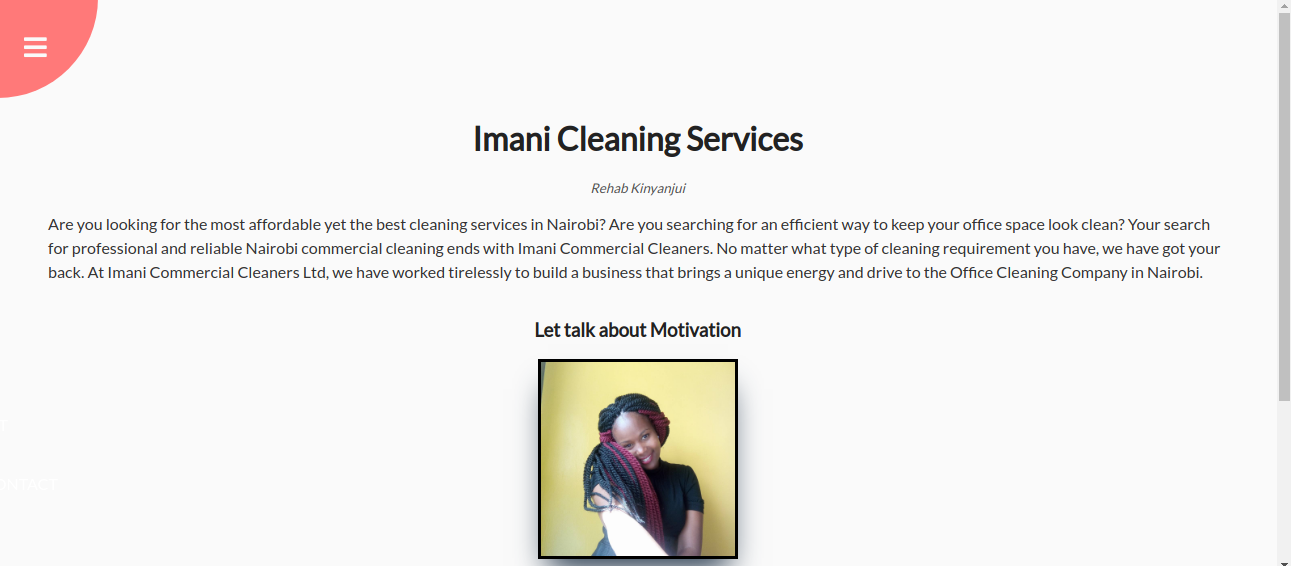 Imani Cleaning Services
Rehab Kinyanjui
Are you looking for the most affordable yet the best cleaning services in Nairobi? Are you searching for an efficient way to keep your office space look clean? Your search
for professional and reliable Nairobi commercial cleaning ends with Imani Commercial Cleaners. No matter what type of cleaning requirement you have, we have got your
back. At Imani Commercial Cleaners Ltd, we have worked tirelessly to build a business that brings a unique energy and drive to the Office Cleaning Company in Nairobi.
Let talk about Motivation